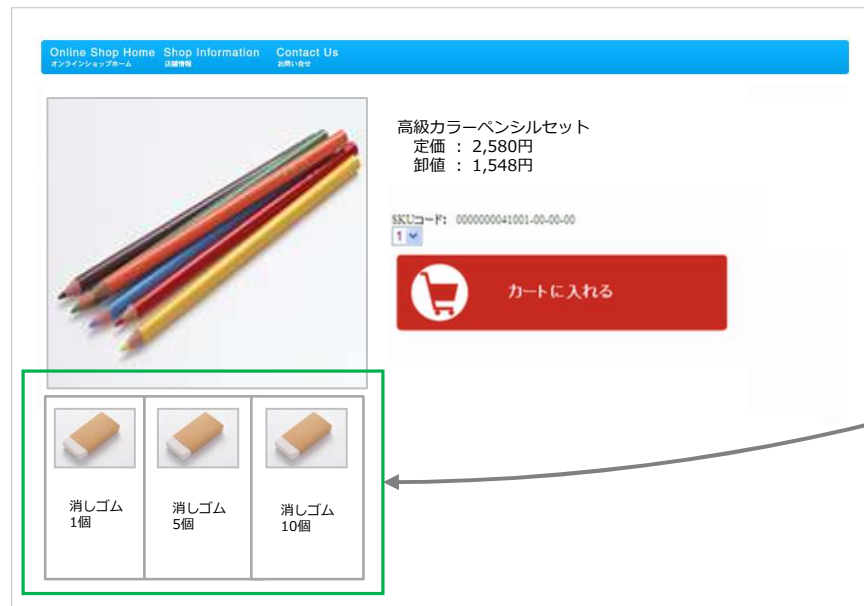 Online Shop Home Shop Information Contact Us
オンラインショップホーム 店舗情報 お問い合せ
高級カラーペンシルセット
定価 : 2,580円
卸値 : 1,548円
SKUコード: 0000000041001-00-00-00
1
カートに入れる
消しゴム 消しゴム 消しゴム
1個 5個 10個